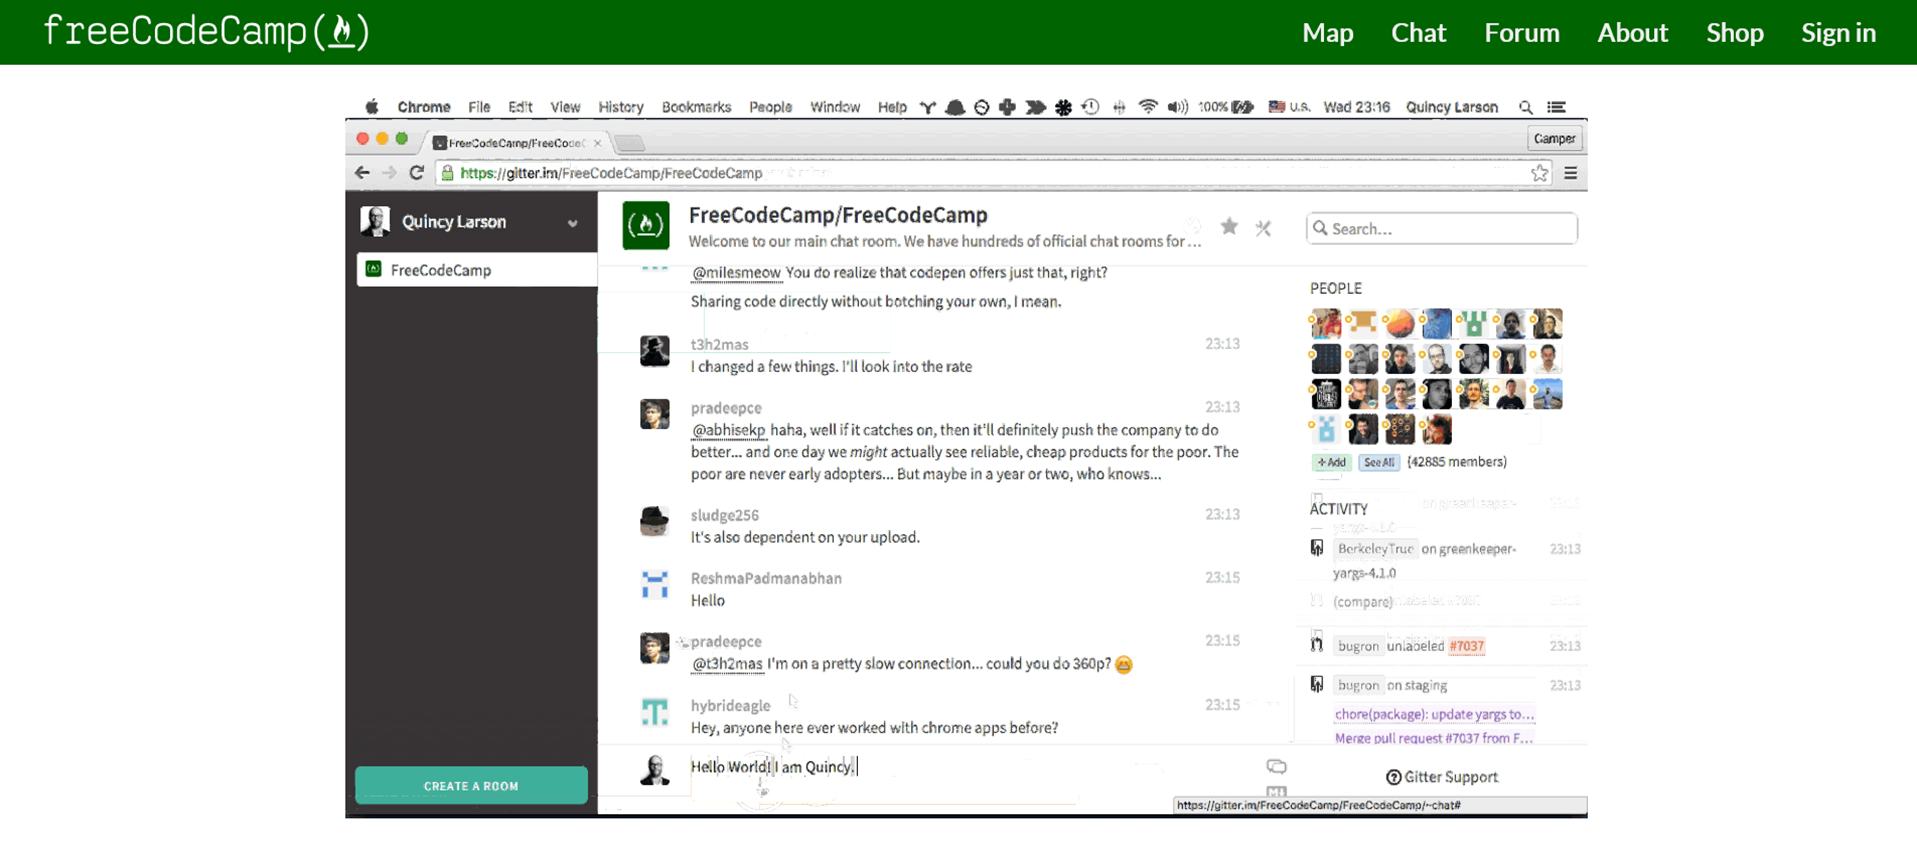 freeCodeCamp
Map Chat Forum About Shop Sign in
Chrome File Edit View History Bookmarks People Window Help 100% U.S. Wed 23:16 Quincy Larson
FreeCodeCamp/FreeCodeC
Camper
https://gitter.im/FreeCodeCamp/FreeCodeCamp
Quincy Larson
FreeCodeCamp
CREATE A ROOM
FreeCodeCamp/FreeCodeCamp
Welcome to our main chat room. We have hundreds of official chat rooms for ...
@milesmeow You do realize that codepen offers just that, right?
Sharing code directly without botching your own, I mean.
t3h2mas 23:13
I changed a few things. I'll look into the rate
pradeepce 23:13
@abhisekp haha, well if it catches on, then it'll definitely push the company to do
better... and one day we might actually see reliable, cheap products for the poor. The
poor are never early adopters... But maybe in a year or two, who knows...
sludge256 23:13
It's also dependent on your upload.
ReshmaPadmanabhan 23:15
Hello
pradeepce 23:15
@t3h2mas I'm on a pretty slow connection... could you do 360p?
hybrideagle 23:15
Hey, anyone here ever worked with chrome apps before?
Hello World! I am Quincy.
Search...
PEOPLE
+Add See All (42885 members)
ACTIVITY
BerkeleyTrue on greenkeeper-
yargs-4.1.0 23:13
(compare)
bugron unlabeled #7037 23:13
bugron on staging 23:13
chore(package): update yargs to...
Merge pull request #7037 from F...
Gitter Support
https://gitter.im/FreeCodeCamp/FreeCodeCamp/~chat#